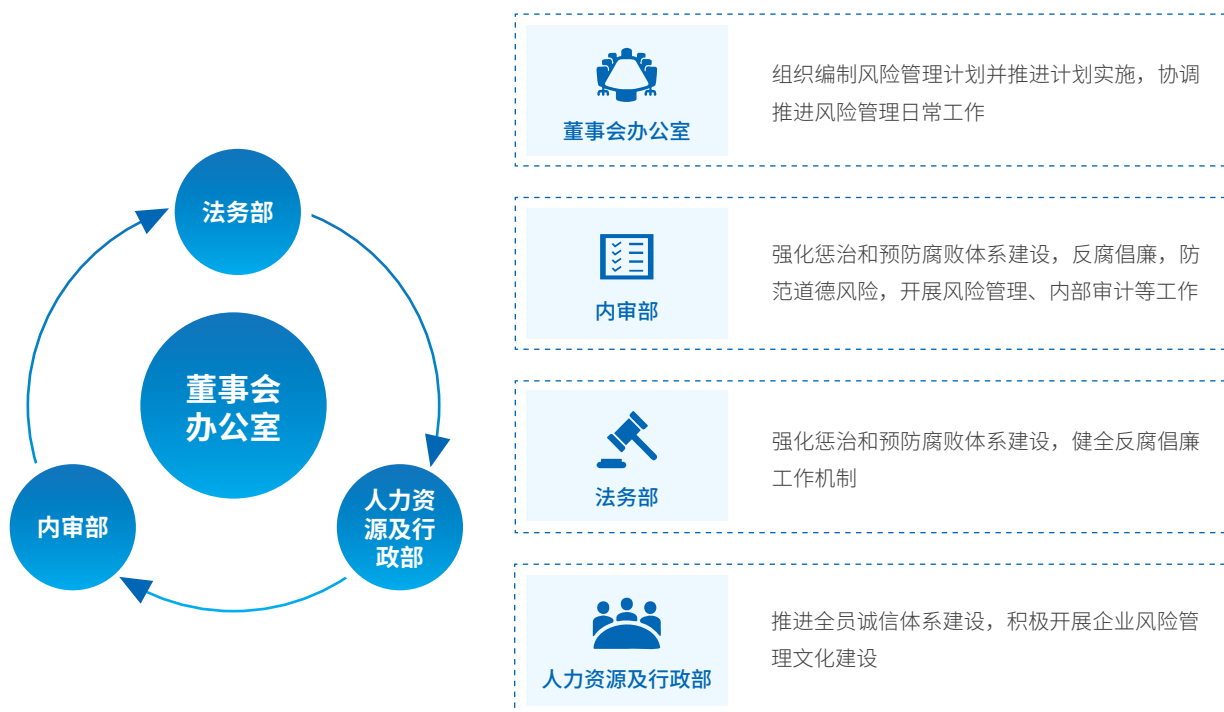 法务部
董事会
办公室
内审部
人力资
源及行
政部
董事会办公室
组织编制风险管理计划并推进计划实施，协调
推进风险管理日常工作
内审部
强化惩治和预防腐败体系建设，反腐倡廉，防
范道德风险，开展风险管理、内部审计等工作
法务部
强化惩治和预防腐败体系建设，健全反腐倡廉
工作机制
人力资源及行政部
推进全员诚信体系建设，积极开展企业风险管
理文化建设